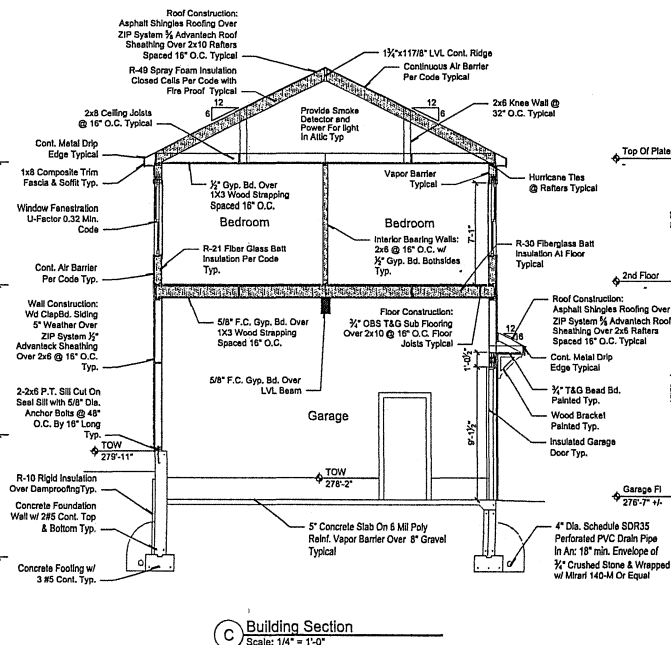 Roof Construction:
Asphalt Shingles Roofing Over
ZIP System ⅝ Advantech Roof
Sheathing Over 2x10 Rafters
Spaced 16" O.C. Typical
R-49 Spray Foam Insulation
Closed Cells Per Code with
Fire Proof Typical
2x8 Ceiling Joists
@ 16" O.C. Typical
Cont. Metal Drip
Edge Typical
1x8 Composite Trim
Fascia & Soffit Typ.
Window Fenestration
U-Factor 0.32 Min.
Code
Cont. Air Barrier
Per Code Typ.
Wall Construction:
Wd ClapBd. Siding
5" Weather Over
ZIP System ½"
Advanteck Sheathing
Over 2x6 @ 16" O.C.
Typ.
2-2x6 P.T. Sill Cut On
Seal Sill with 5/8" Dia.
Anchor Bolts @ 48"
O.C. By 16" Long
Typ.
TOW
279'-11"
R-10 Rigid Insulation
Over DamproofingTyp.
Concrete Foundation
Wall w/ 2#5 Cont. Top
& Bottom Typ.
Concrete Footing w/
3 #5 Cont. Typ.
12
6
Provide Smoke
Detector and
Power For light
In Attic Typ
½" Gyp. Bd. Over
1X3 Wood Strapping
Spaced 16" O.C.
Bedroom
R-21 Fiber Glass Batt
Insulation Per Code
Typ.
5/8" F.C. Gyp. Bd. Over
1X3 Wood Strapping
Spaced 16" O.C.
5/8" F.C. Gyp. Bd. Over
LVL Beam
Garage
TOW
278'-2"
5" Concrete Slab On 6 Mil Poly
Reinf. Vapor Barrier Over 8" Gravel
Typical
1¾"x117/8" LVL Cont. Ridge
Continuous Air Barrier
Per Code Typical
12
6
2x6 Knee Wall @
32" O.C. Typical
Vapor Barrier
Typical
Hurricane Ties
@ Rafters Typical
Bedroom
7'-1"
Interior Bearing Walls:
2x6 @ 16" O.C. w/
½" Gyp. Bd. Bothsides
Typ.
R-30 Fiberglass Batt
Insulation At Floor
Typical
Floor Construction:
¾" OBS T&G Sub Flooring
Over 2x10 @ 16" O.C. Floor
Joists Typical
1'-0½"
9'-1½"
Top Of Plate
2nd Floor
Roof Construction:
Asphalt Shingles Roofing Over
ZIP System ⅝ Advantech Roof
Sheathing Over 2x6 Rafters
Spaced 16" O.C. Typical
12
6
Cont. Metal Drip
Edge Typical
¾" T&G Bead Bd.
Painted Typ.
Wood Bracket
Painted Typ.
Insulated Garage
Door Typ.
Garage Fl
276'-7" +/-
4" Dia. Schedule SDR35
Perforated PVC Drain Pipe
In An: 18" min. Envelope of
¾" Crushed Stone & Wrapped
w/ Mirari 140-M Or Equal
C
Building Section
Scale: 1/4" = 1'-0"